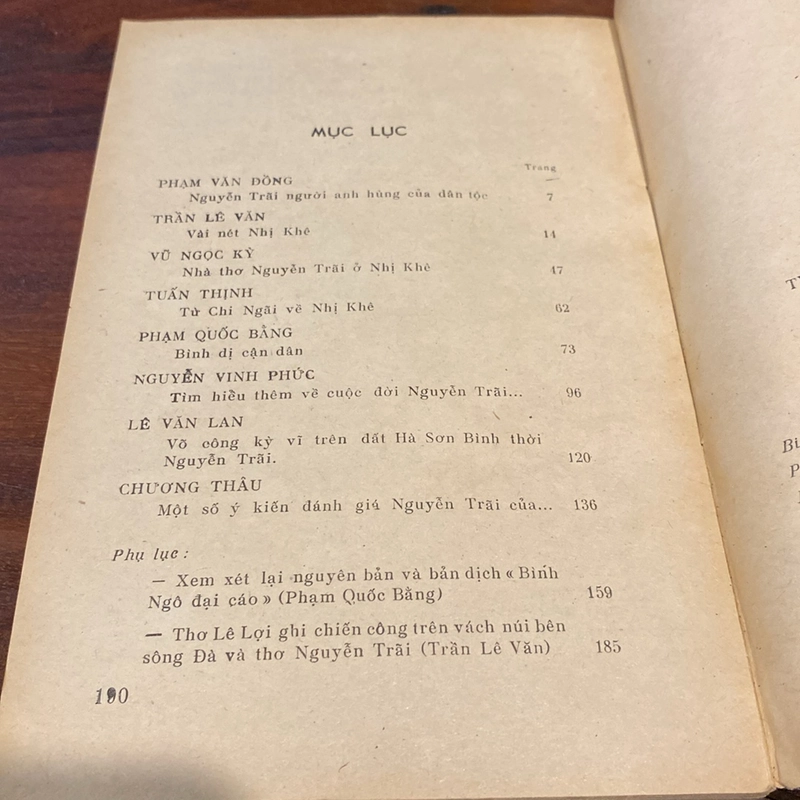 MỤC LỤC
Trang
PHẠM VĂN ĐỒNG
Nguyễn Trãi người anh hùng của dân tộc 7
TRẦN LÊ VĂN
Vài nét Nhị Khê 14
VŨ NGỌC KỲ
Nhà thơ Nguyễn Trãi ở Nhị Khê 47
TUẤN THỊNH
Từ Chi Ngãi về Nhị Khê 62
PHẠM QUỐC BẰNG
Bình dị cận dân 73
NGUYỄN VINH PHÚC
Tìm hiểu thêm về cuộc đời Nguyễn Trãi... 96
LÊ VĂN LAN
Võ công kỳ vĩ trên đất Hà Sơn Bình thời
Nguyễn Trãi. 120
CHƯƠNG THÂU
Một số ý kiến đánh giá Nguyễn Trãi của... 136
Phụ lục :
— Xem xét lại nguyên bản và bản dịch « Bình
Ngô đại cáo » (Phạm Quốc Bằng) 159
— Thơ Lê Lợi ghi chiến công trên vách núi bên
sông Đà và thơ Nguyễn Trãi (Trần Lê Văn) 185
190